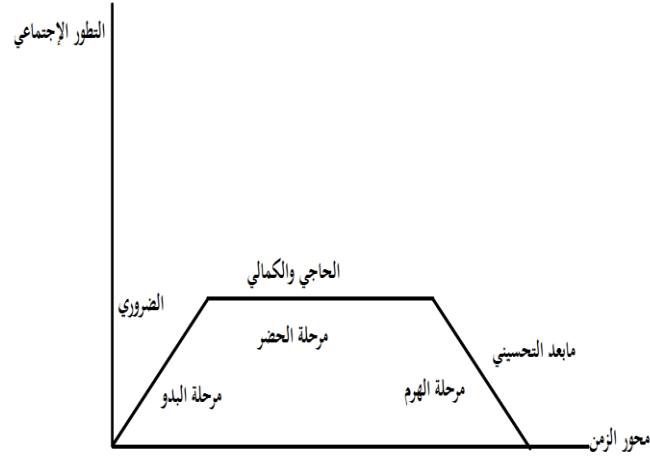 التطور الإجتماعي
الحاجي والكمالي
الضروري
مرحلة الحضر
مابعد التحسيني
مرحلة الهرم
مرحلة البدو
محور الزمن